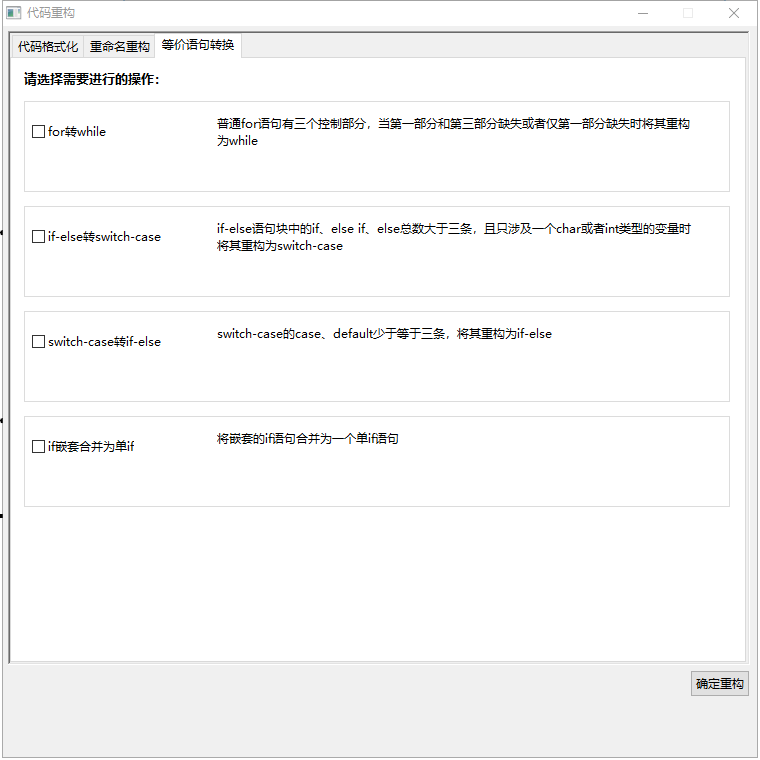 代码重构
代码格式化 重命名重构 等价语句转换
请选择需要进行的操作：
for转while
普通for语句有三个控制部分，当第一部分和第三部分缺失或者仅第一部分缺失时将其重构
为while
if-else转switch-case
if-else语句块中的if、else if、else总数大于三条，且只涉及一个char或者int类型的变量时
将其重构为switch-case
switch-case转if-else
switch-case的case、default少于等于三条，将其重构为if-else
if嵌套合并为单if
将嵌套的if语句合并为一个单if语句
确定重构